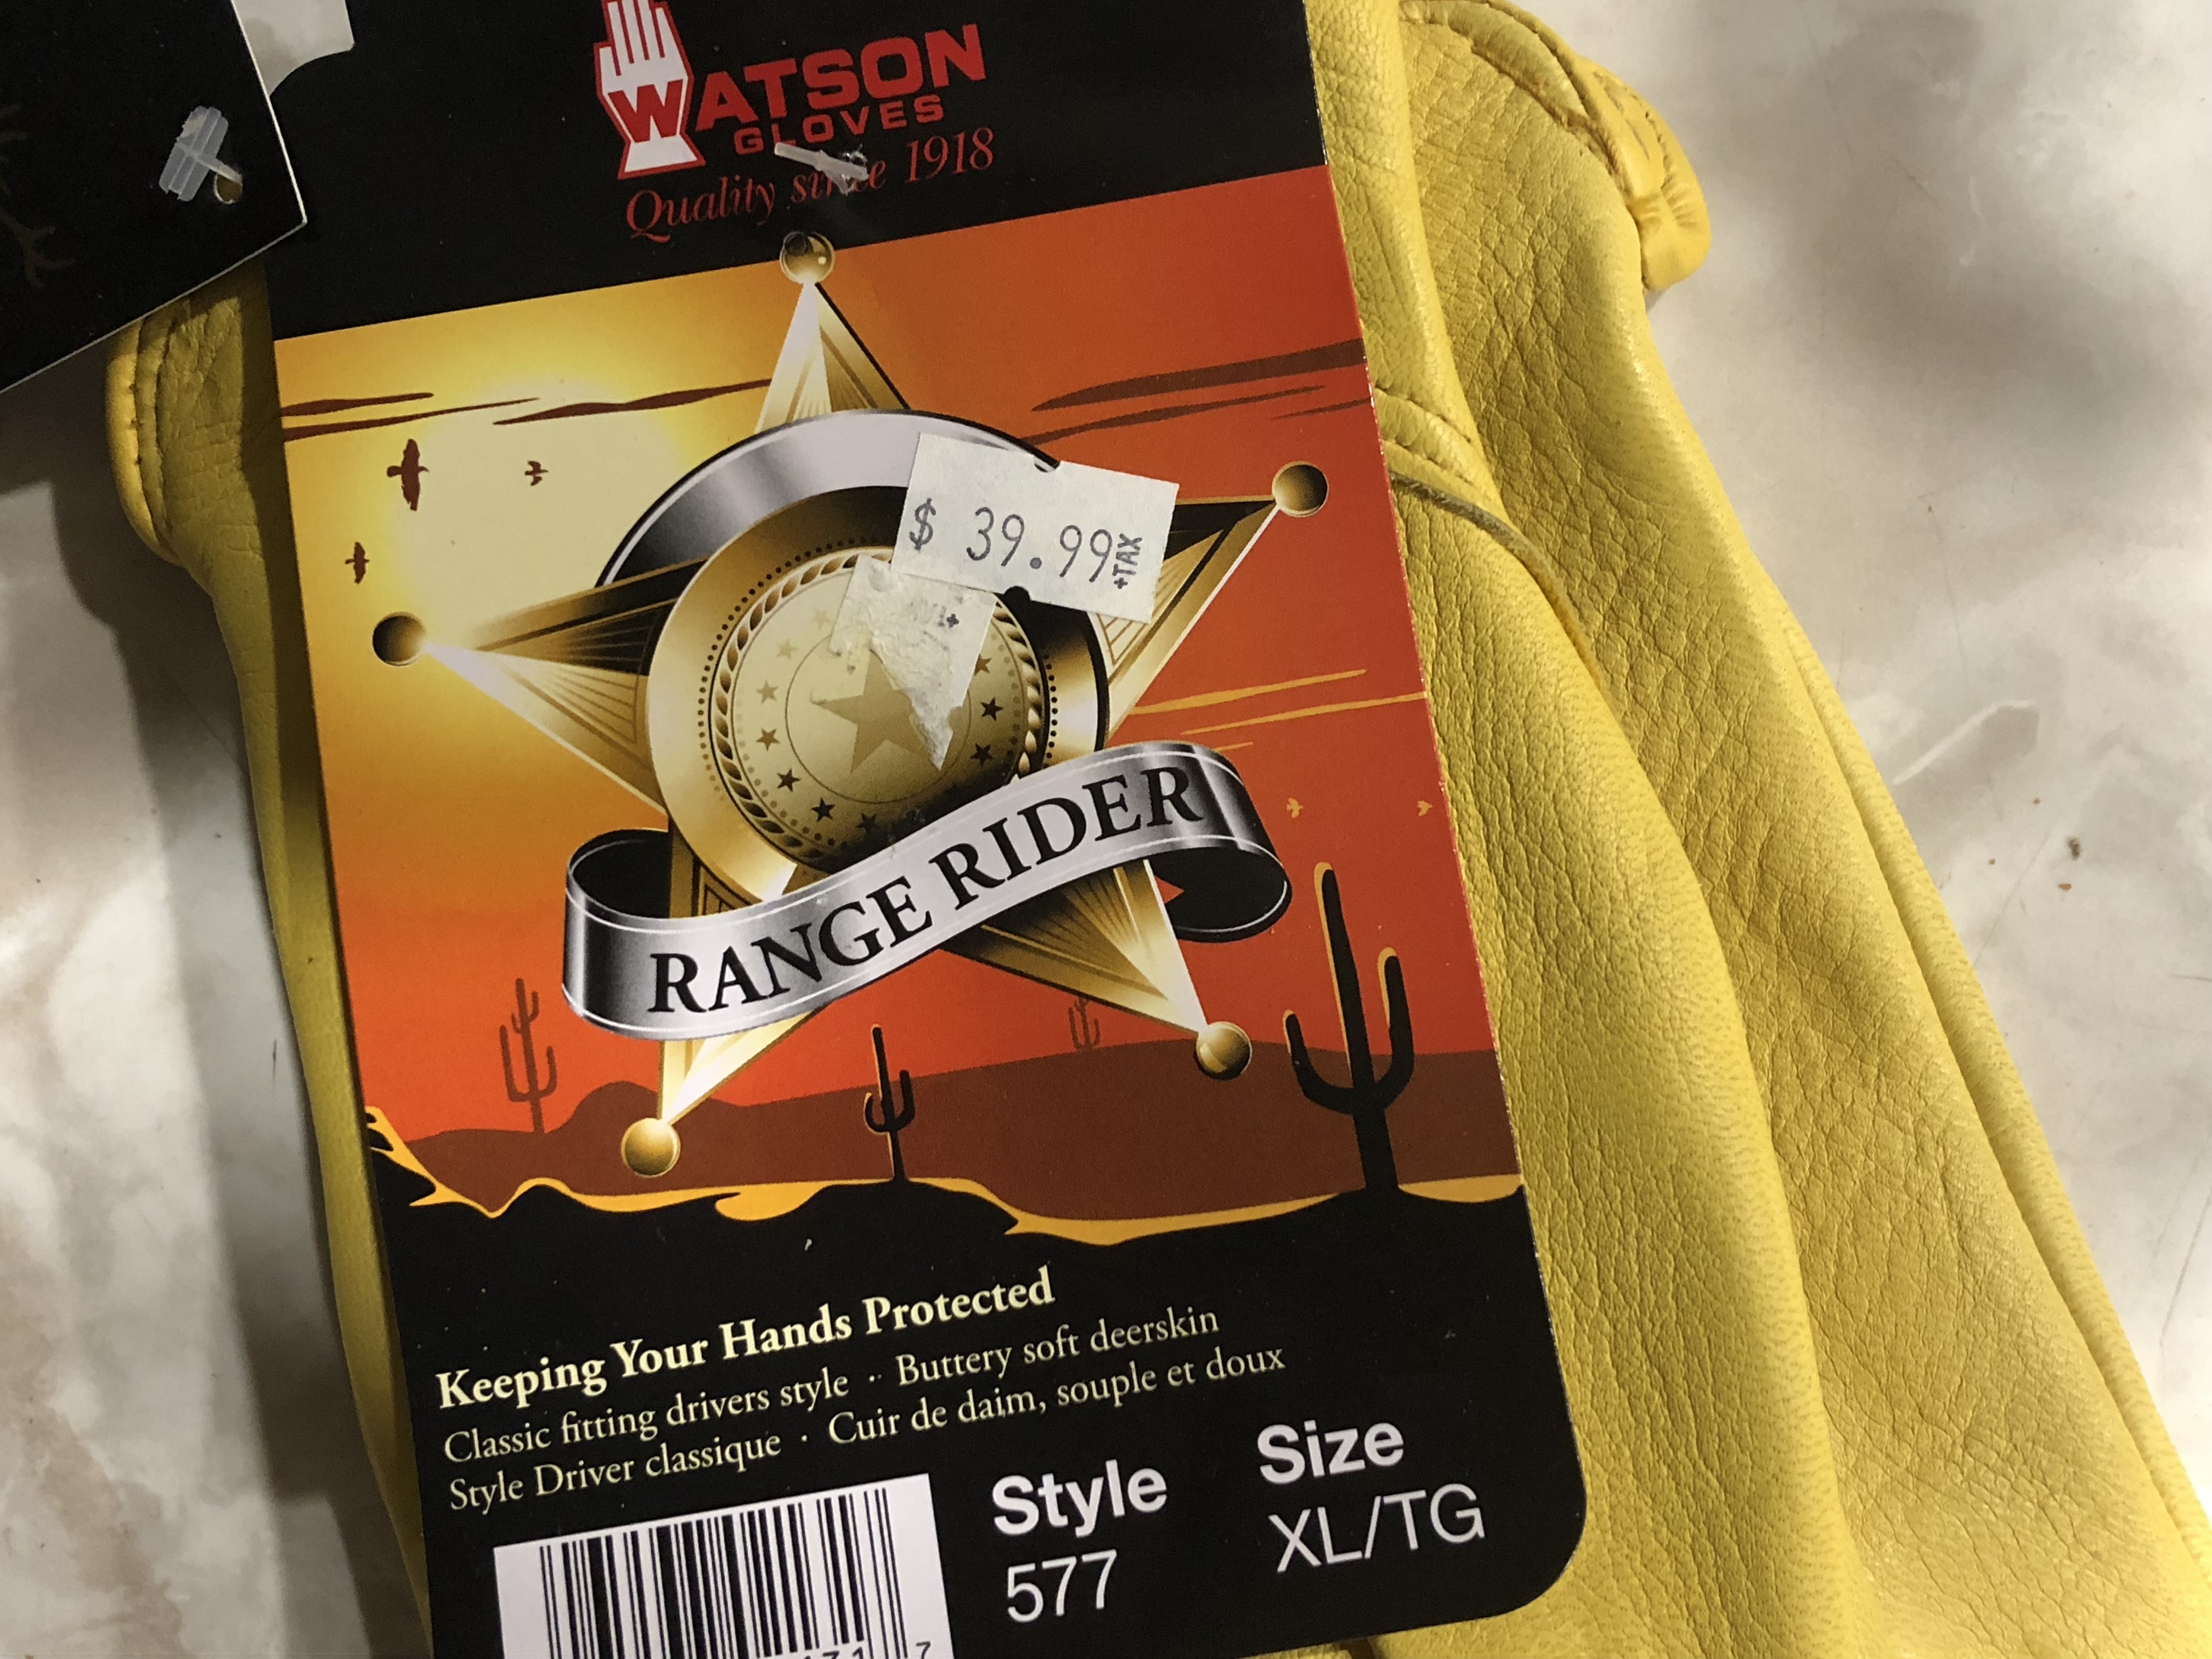 WATSON
GLOVES
Quality since 1918
$ 39.99 +TAX
RANGE RIDER
Keeping Your Hands Protected
Classic fitting drivers style · Buttery soft deerskin
Style Driver classique · Cuir de daim, souple et doux
Style
577
Size
XL/TG
7